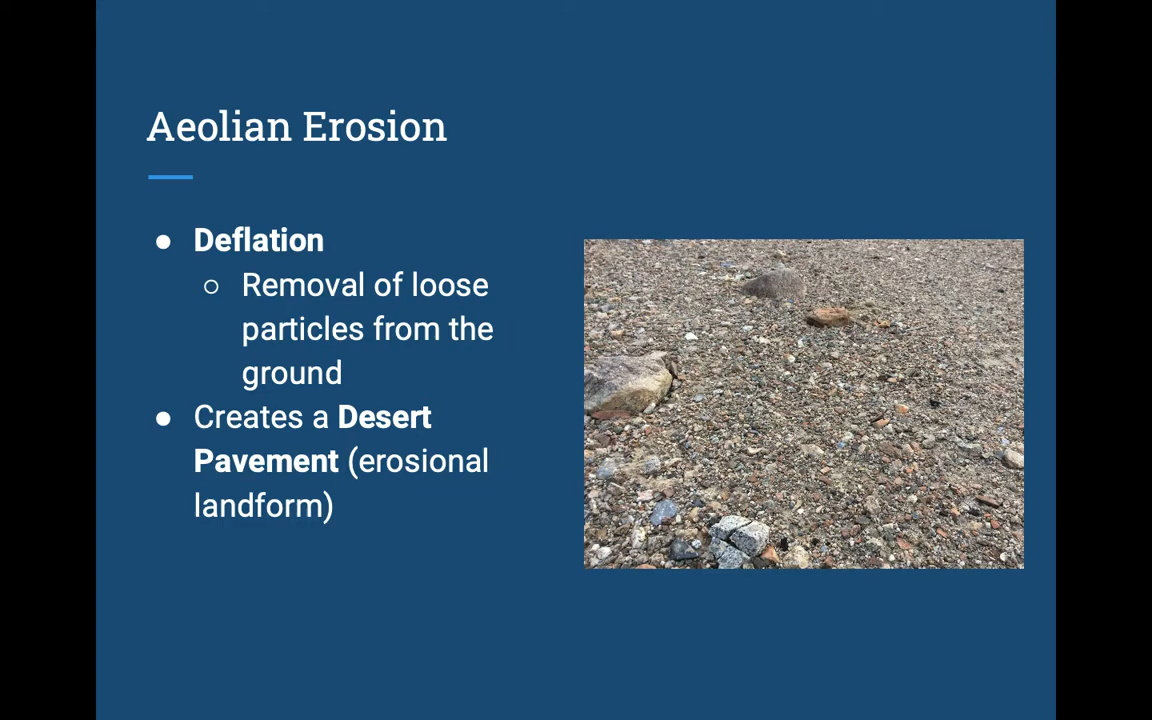 Aeolian Erosion
● Deflation
○ Removal of loose
particles from the
ground
● Creates a Desert
Pavement (erosional
landform)